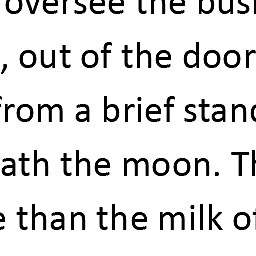 oversee the busi
, out of the door
from a brief stand
ath the moon. Th
e than the milk of